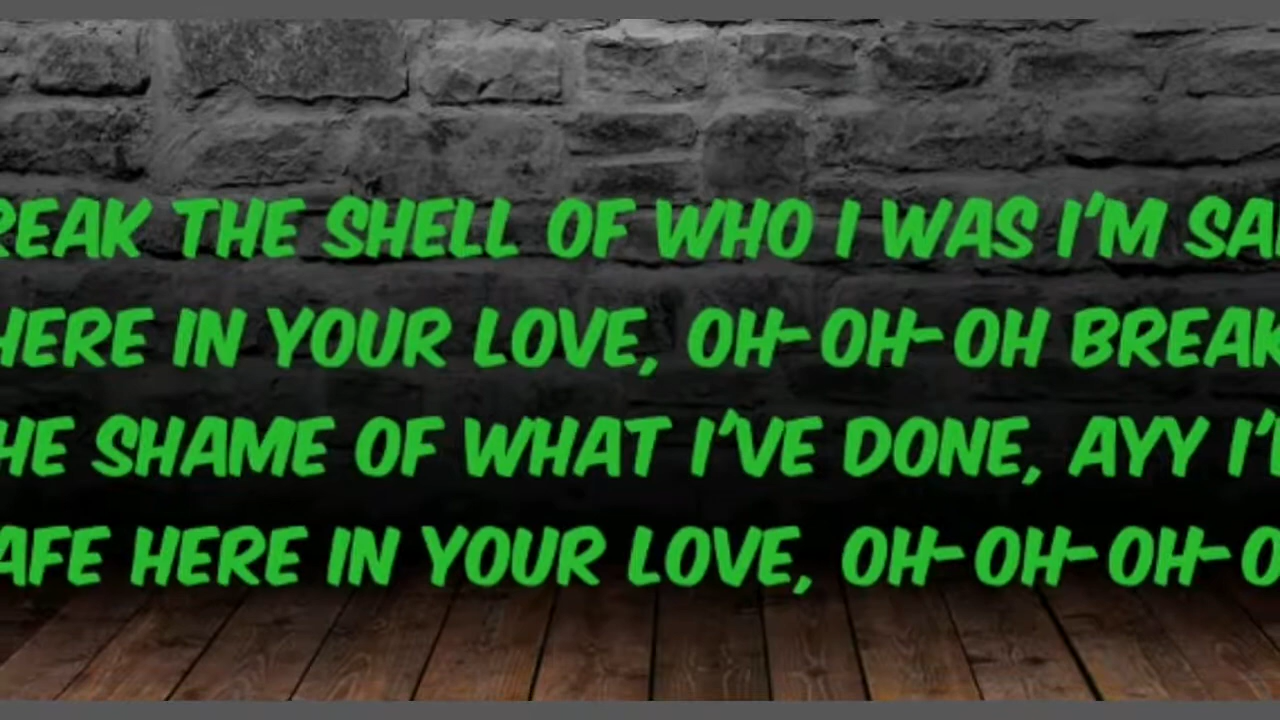 REAK THE SHELL OF WHO I WAS I'M SA
HERE IN YOUR LOVE, OH-OH-OH BREAK
HE SHAME OF WHAT I'VE DONE, AYY I'
AFE HERE IN YOUR LOVE, OH-OH-OH-O